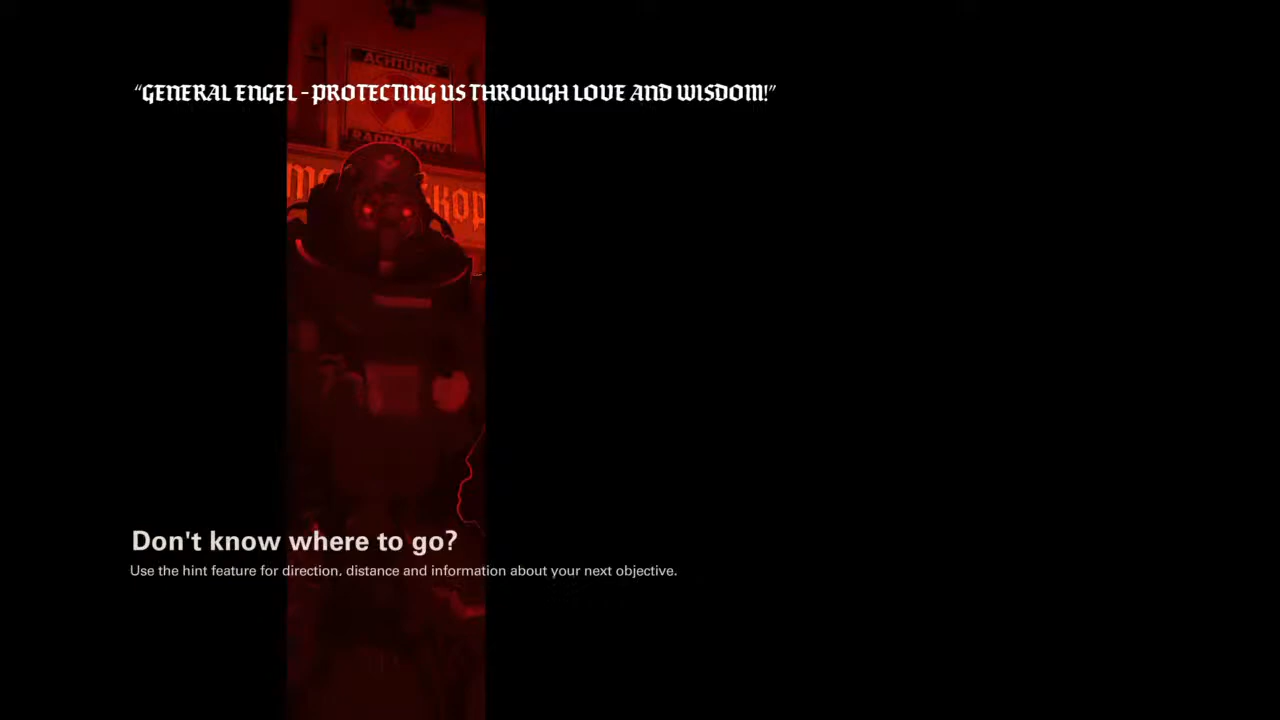 ACHTUNG
“GENERAL ENGEL - PROTECTING US THROUGH LOVE AND WISDOM!”
RADIOAKTIV
Don't know where to go?
Use the hint feature for direction, distance and information about your next objective.